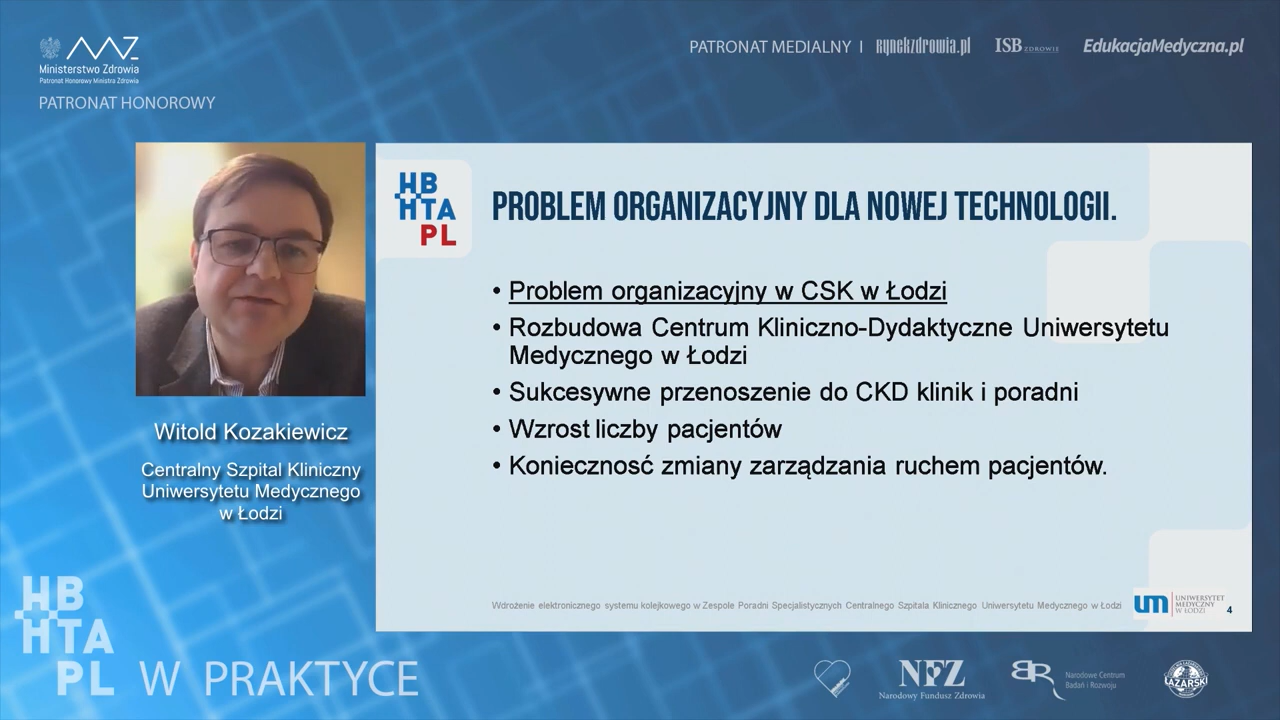 Ministerstwo Zdrowia
Patronat Honorowy Ministra Zdrowia
PATRONAT HONOROWY
PATRONAT MEDIALNY I rynekzdrowia.pl ISB ZDROWIE EdukacjaMedyczna.pl
HB
HTA
PL
PROBLEM ORGANIZACYJNY DLA NOWEJ TECHNOLOGII.
• Problem organizacyjny w CSK w Łodzi
• Rozbudowa Centrum Kliniczno-Dydaktyczne Uniwersytetu
Medycznego w Łodzi
• Sukcesywne przenoszenie do CKD klinik i poradni
• Wzrost liczby pacjentów
• Konieczność zmiany zarządzania ruchem pacjentów.
Witold Kozakiewicz
Centralny Szpital Kliniczny
Uniwersytetu Medycznego
w Łodzi
Wdrożenie elektronicznego systemu kolejkowego w Zespole Poradni Specjalistycznych Centralnego Szpitala Klinicznego Uniwersytetu Medycznego w Łodzi
um UNIWERSYTET
MEDYCZNY
W ŁODZI
4
HB
HTA
PL W PRAKTYCE
NFZ
Narodowy Fundusz Zdrowia
BR
Narodowe Centrum
Badań i Rozwoju
ŁAZARSKI